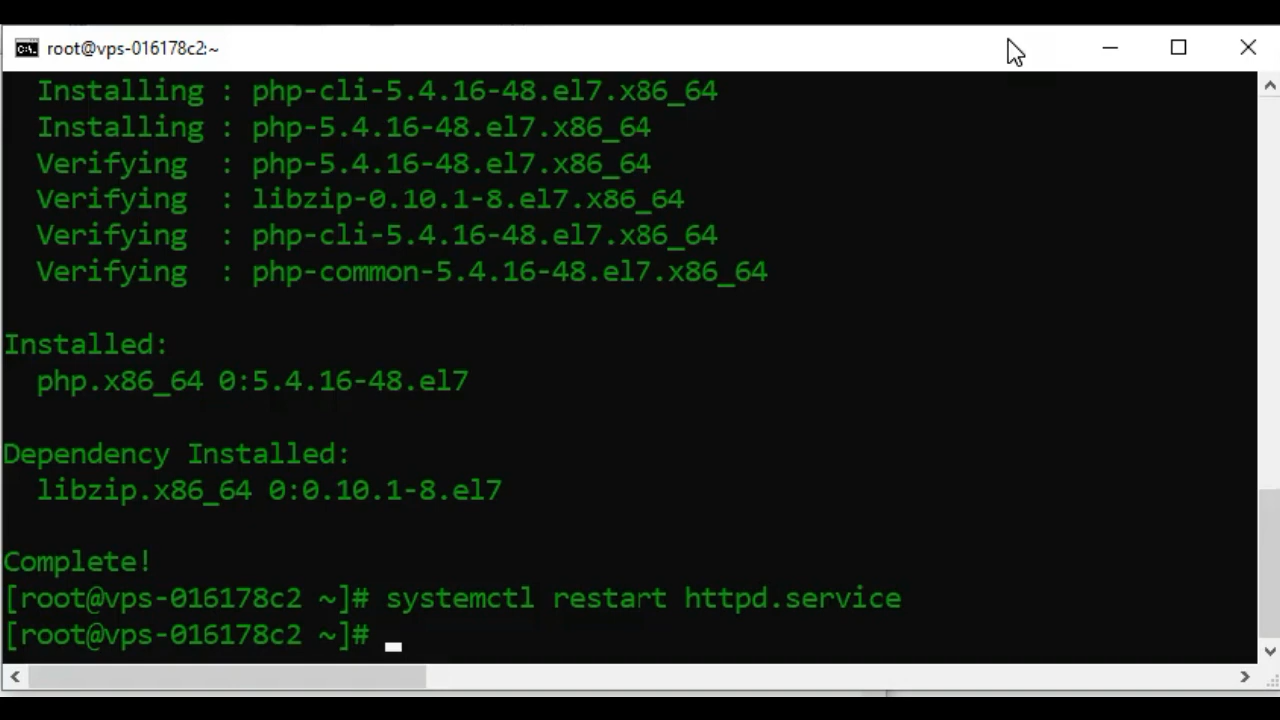 root@vps-016178c2:~
Installing : php-cli-5.4.16-48.el7.x86_64
Installing : php-5.4.16-48.el7.x86_64
Verifying  : php-5.4.16-48.el7.x86_64
Verifying  : libzip-0.10.1-8.el7.x86_64
Verifying  : php-cli-5.4.16-48.el7.x86_64
Verifying  : php-common-5.4.16-48.el7.x86_64
Installed:
php.x86_64 0:5.4.16-48.el7
Dependency Installed:
libzip.x86_64 0:0.10.1-8.el7
Complete!
[root@vps-016178c2 ~]# systemctl restart httpd.service
[root@vps-016178c2 ~]#